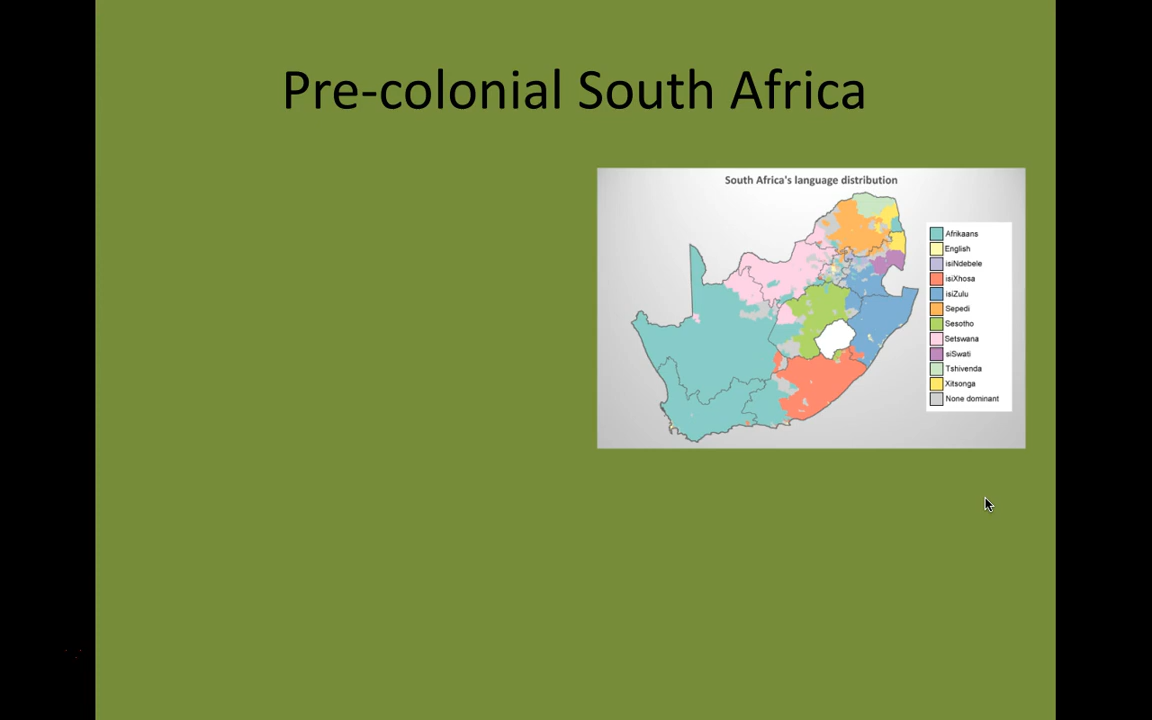 Pre-colonial South Africa
South Africa's language distribution
Afrikaans
English
isiNdebele
isiXhosa
isiZulu
Sepedi
Sesotho
Setswana
siSwati
Tshivenda
Xitsonga
None dominant